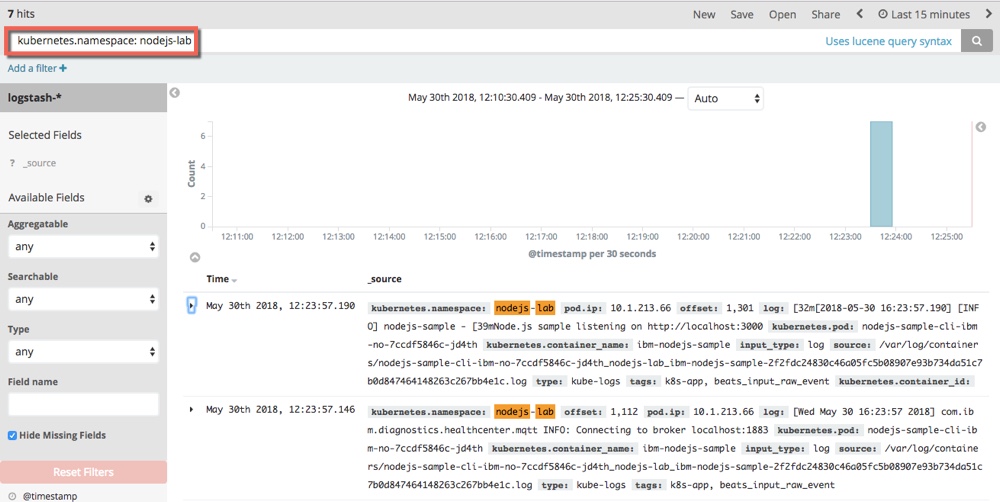 7 hits
New Save Open Share Last 15 minutes
kubernetes.namespace: nodejs-lab
Uses lucene query syntax
Add a filter +
logstash-*
Selected Fields
? _source
Available Fields
Aggregatable
any
Searchable
any
Type
any
Field name
Hide Missing Fields
Reset Filters
@timestamp
May 30th 2018, 12:10:30.409 - May 30th 2018, 12:25:30.409 — Auto
Count
6
4
2
0
12:11:00 12:12:00 12:13:00 12:14:00 12:15:00 12:16:00 12:17:00 12:18:00 12:19:00 12:20:00 12:21:00 12:22:00 12:23:00 12:24:00 12:25:00
@timestamp per 30 seconds
Time _source
May 30th 2018, 12:23:57.190
kubernetes.namespace: nodejs-lab pod.ip: 10.1.213.66 offset: 1,301 log: [32m[2018-05-30 16:23:57.190] [INF
O] nodejs-sample - [39mNode.js sample listening on http://localhost:3000 kubernetes.pod: nodejs-sample-cli-ibm
-no-7ccdf5846c-jd4th kubernetes.container_name: ibm-nodejs-sample input_type: log source: /var/log/container
s/nodejs-sample-cli-ibm-no-7ccdf5846c-jd4th_nodejs-lab_ibm-nodejs-sample-2f2fdc24830c46a05fc5b08907e93b734da51c
7b0d847464148263c267bb4e1c.log type: kube-logs tags: k8s-app, beats_input_raw_event kubernetes.container_id:
May 30th 2018, 12:23:57.146
kubernetes.namespace: nodejs-lab offset: 1,112 pod.ip: 10.1.213.66 log: [Wed May 30 16:23:57 2018] com.ib
m.diagnostics.healthcenter.mqtt INFO: Connecting to broker localhost:1883 kubernetes.pod: nodejs-sample-cli-
ibm-no-7ccdf5846c-jd4th kubernetes.container_name: ibm-nodejs-sample input_type: log source: /var/log/contain
ers/nodejs-sample-cli-ibm-no-7ccdf5846c-jd4th_nodejs-lab_ibm-nodejs-sample-2f2fdc24830c46a05fc5b08907e93b734da5
1c7b0d847464148263c267bb4e1c.log type: kube-logs tags: k8s-app, beats_input_raw_event